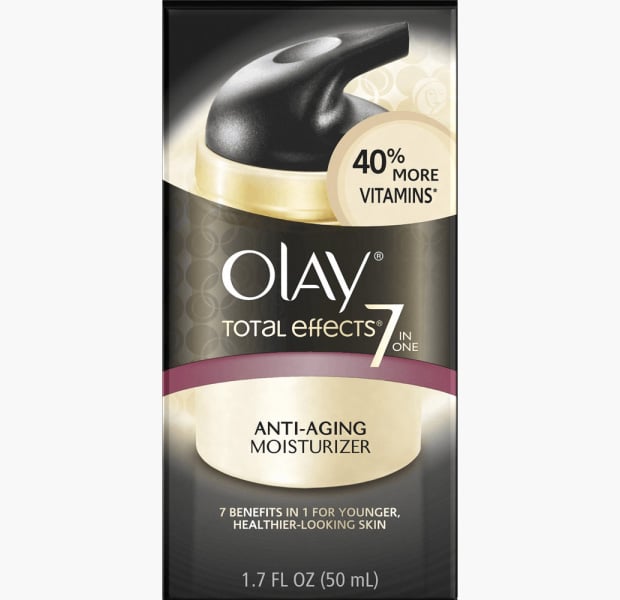 40% MORE
VITAMINS*
OLAY®
TOTAL effects® 7 IN ONE
ANTI-AGING
MOISTURIZER
7 BENEFITS IN 1 FOR YOUNGER,
HEALTHIER-LOOKING SKIN
1.7 FL OZ (50 mL)